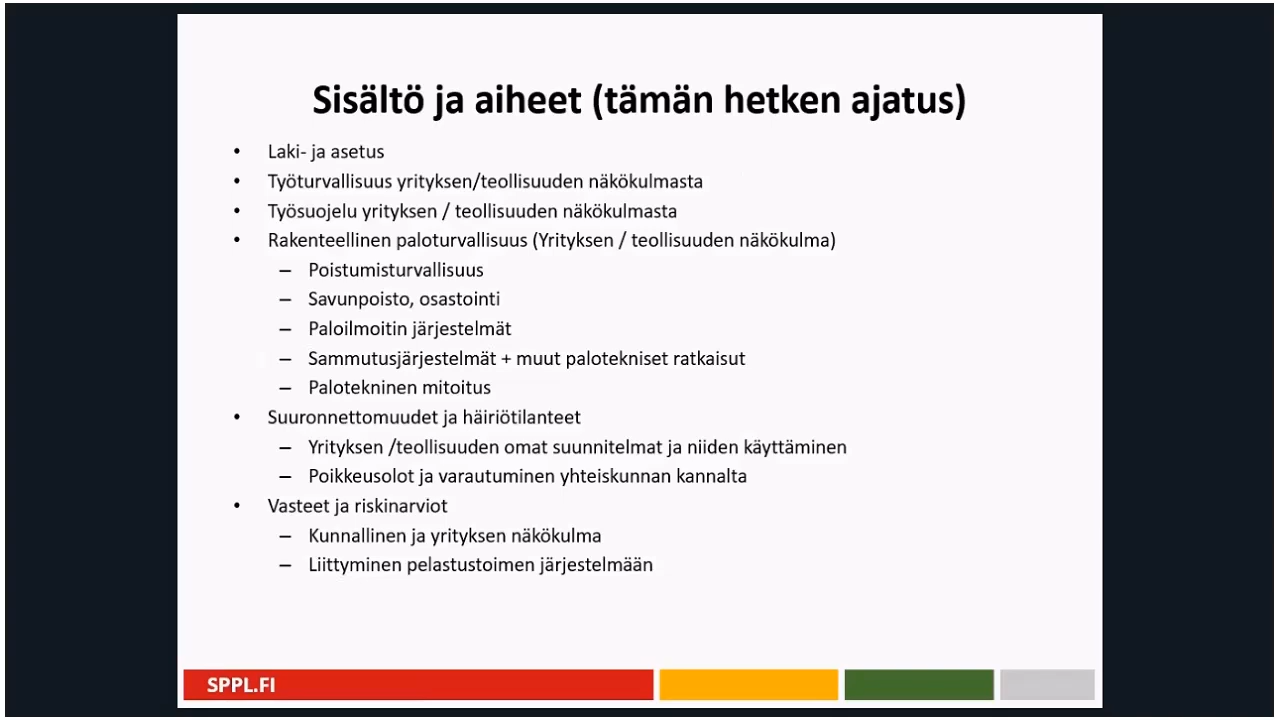 Sisältö ja aiheet (tämän hetken ajatus)
• Laki- ja asetus
• Työturvallisuus yrityksen/teollisuuden näkökulmasta
• Työsuojelu yrityksen / teollisuuden näkökulmasta
• Rakenteellinen paloturvallisuus (Yrityksen / teollisuuden näkökulma)
– Poistumisturvallisuus
– Savunpoisto, osastointi
– Paloilmoitin järjestelmät
– Sammutusjärjestelmät + muut palotekniset ratkaisut
– Palotekninen mitoitus
• Suuronnettomuudet ja häiriötilanteet
– Yrityksen /teollisuuden omat suunnitelmat ja niiden käyttäminen
– Poikkeusolot ja varautuminen yhteiskunnan kannalta
• Vasteet ja riskinarviot
– Kunnallinen ja yrityksen näkökulma
– Liittyminen pelastustoimen järjestelmään
SPPL.FI